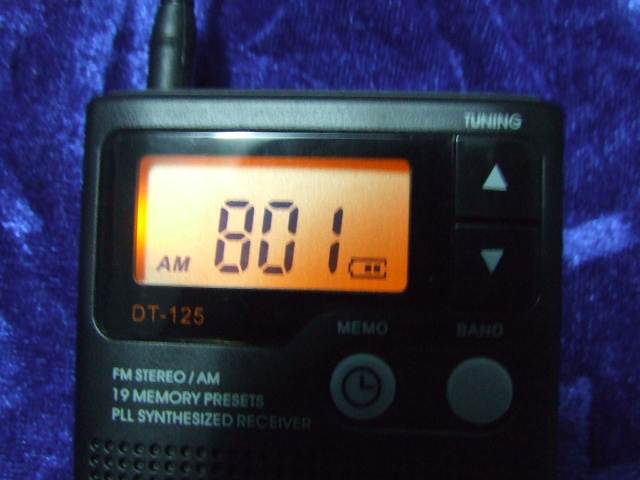 TUNING
801
AM
DT-125
MEMO
BAND
FM STEREO / AM
19 MEMORY PRESETS
PLL SYNTHESIZED RECEIVER